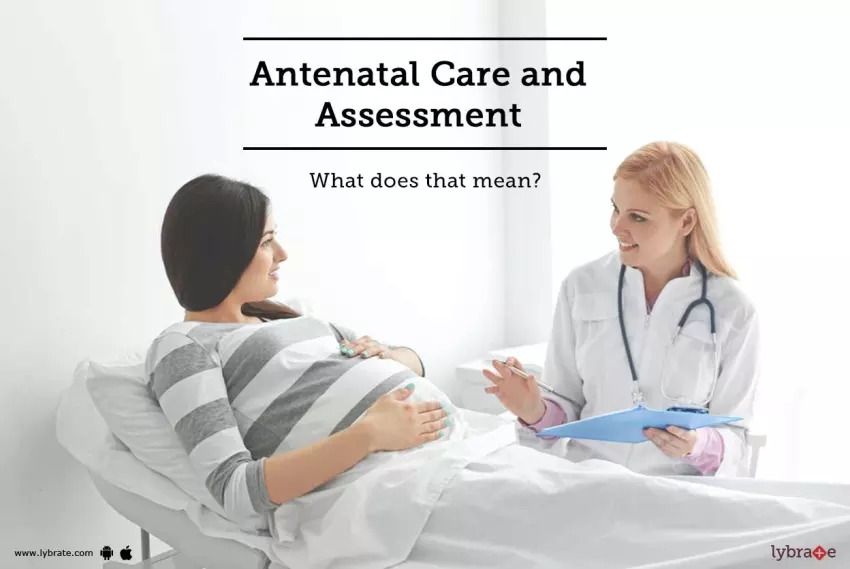 Antenatal Care and
Assessment
What does that mean?
www.lybrate.com
lybrate